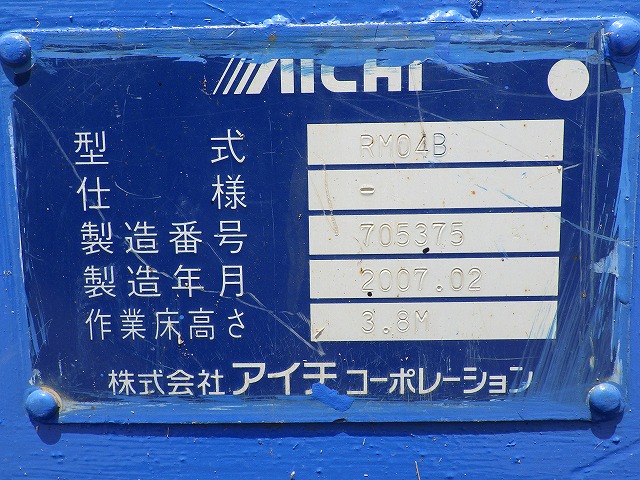 AICHI
型式 RM04B
仕様 -
製造番号 705375
製造年月 2007.02
作業床高さ 3.8M
株式会社アイチコーポレーション